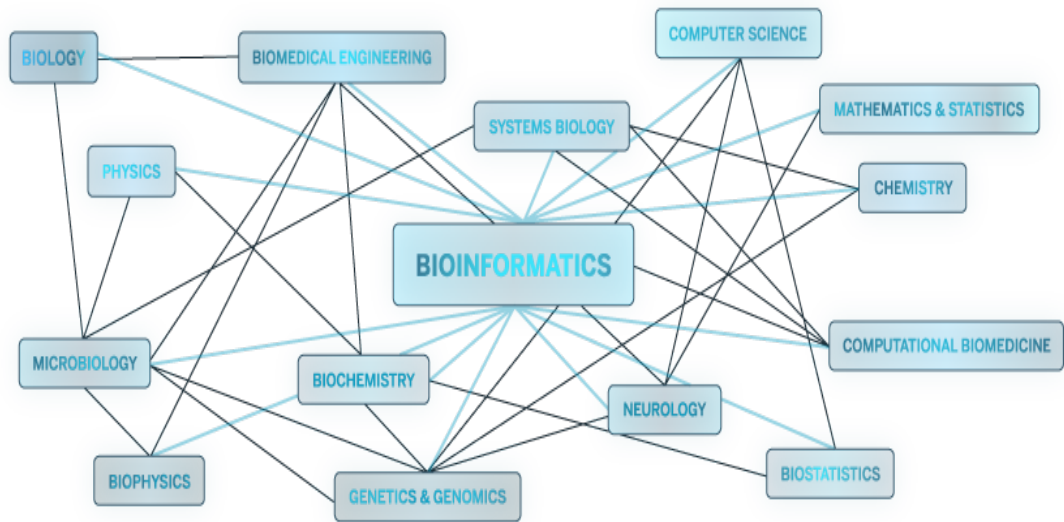 COMPUTER SCIENCE
BIOLOGY
BIOMEDICAL ENGINEERING
MATHEMATICS & STATISTICS
SYSTEMS BIOLOGY
PHYSICS
CHEMISTRY
BIOINFORMATICS
COMPUTATIONAL BIOMEDICINE
MICROBIOLOGY
BIOCHEMISTRY
NEUROLOGY
BIOSTATISTICS
BIOPHYSICS
GENETICS & GENOMICS